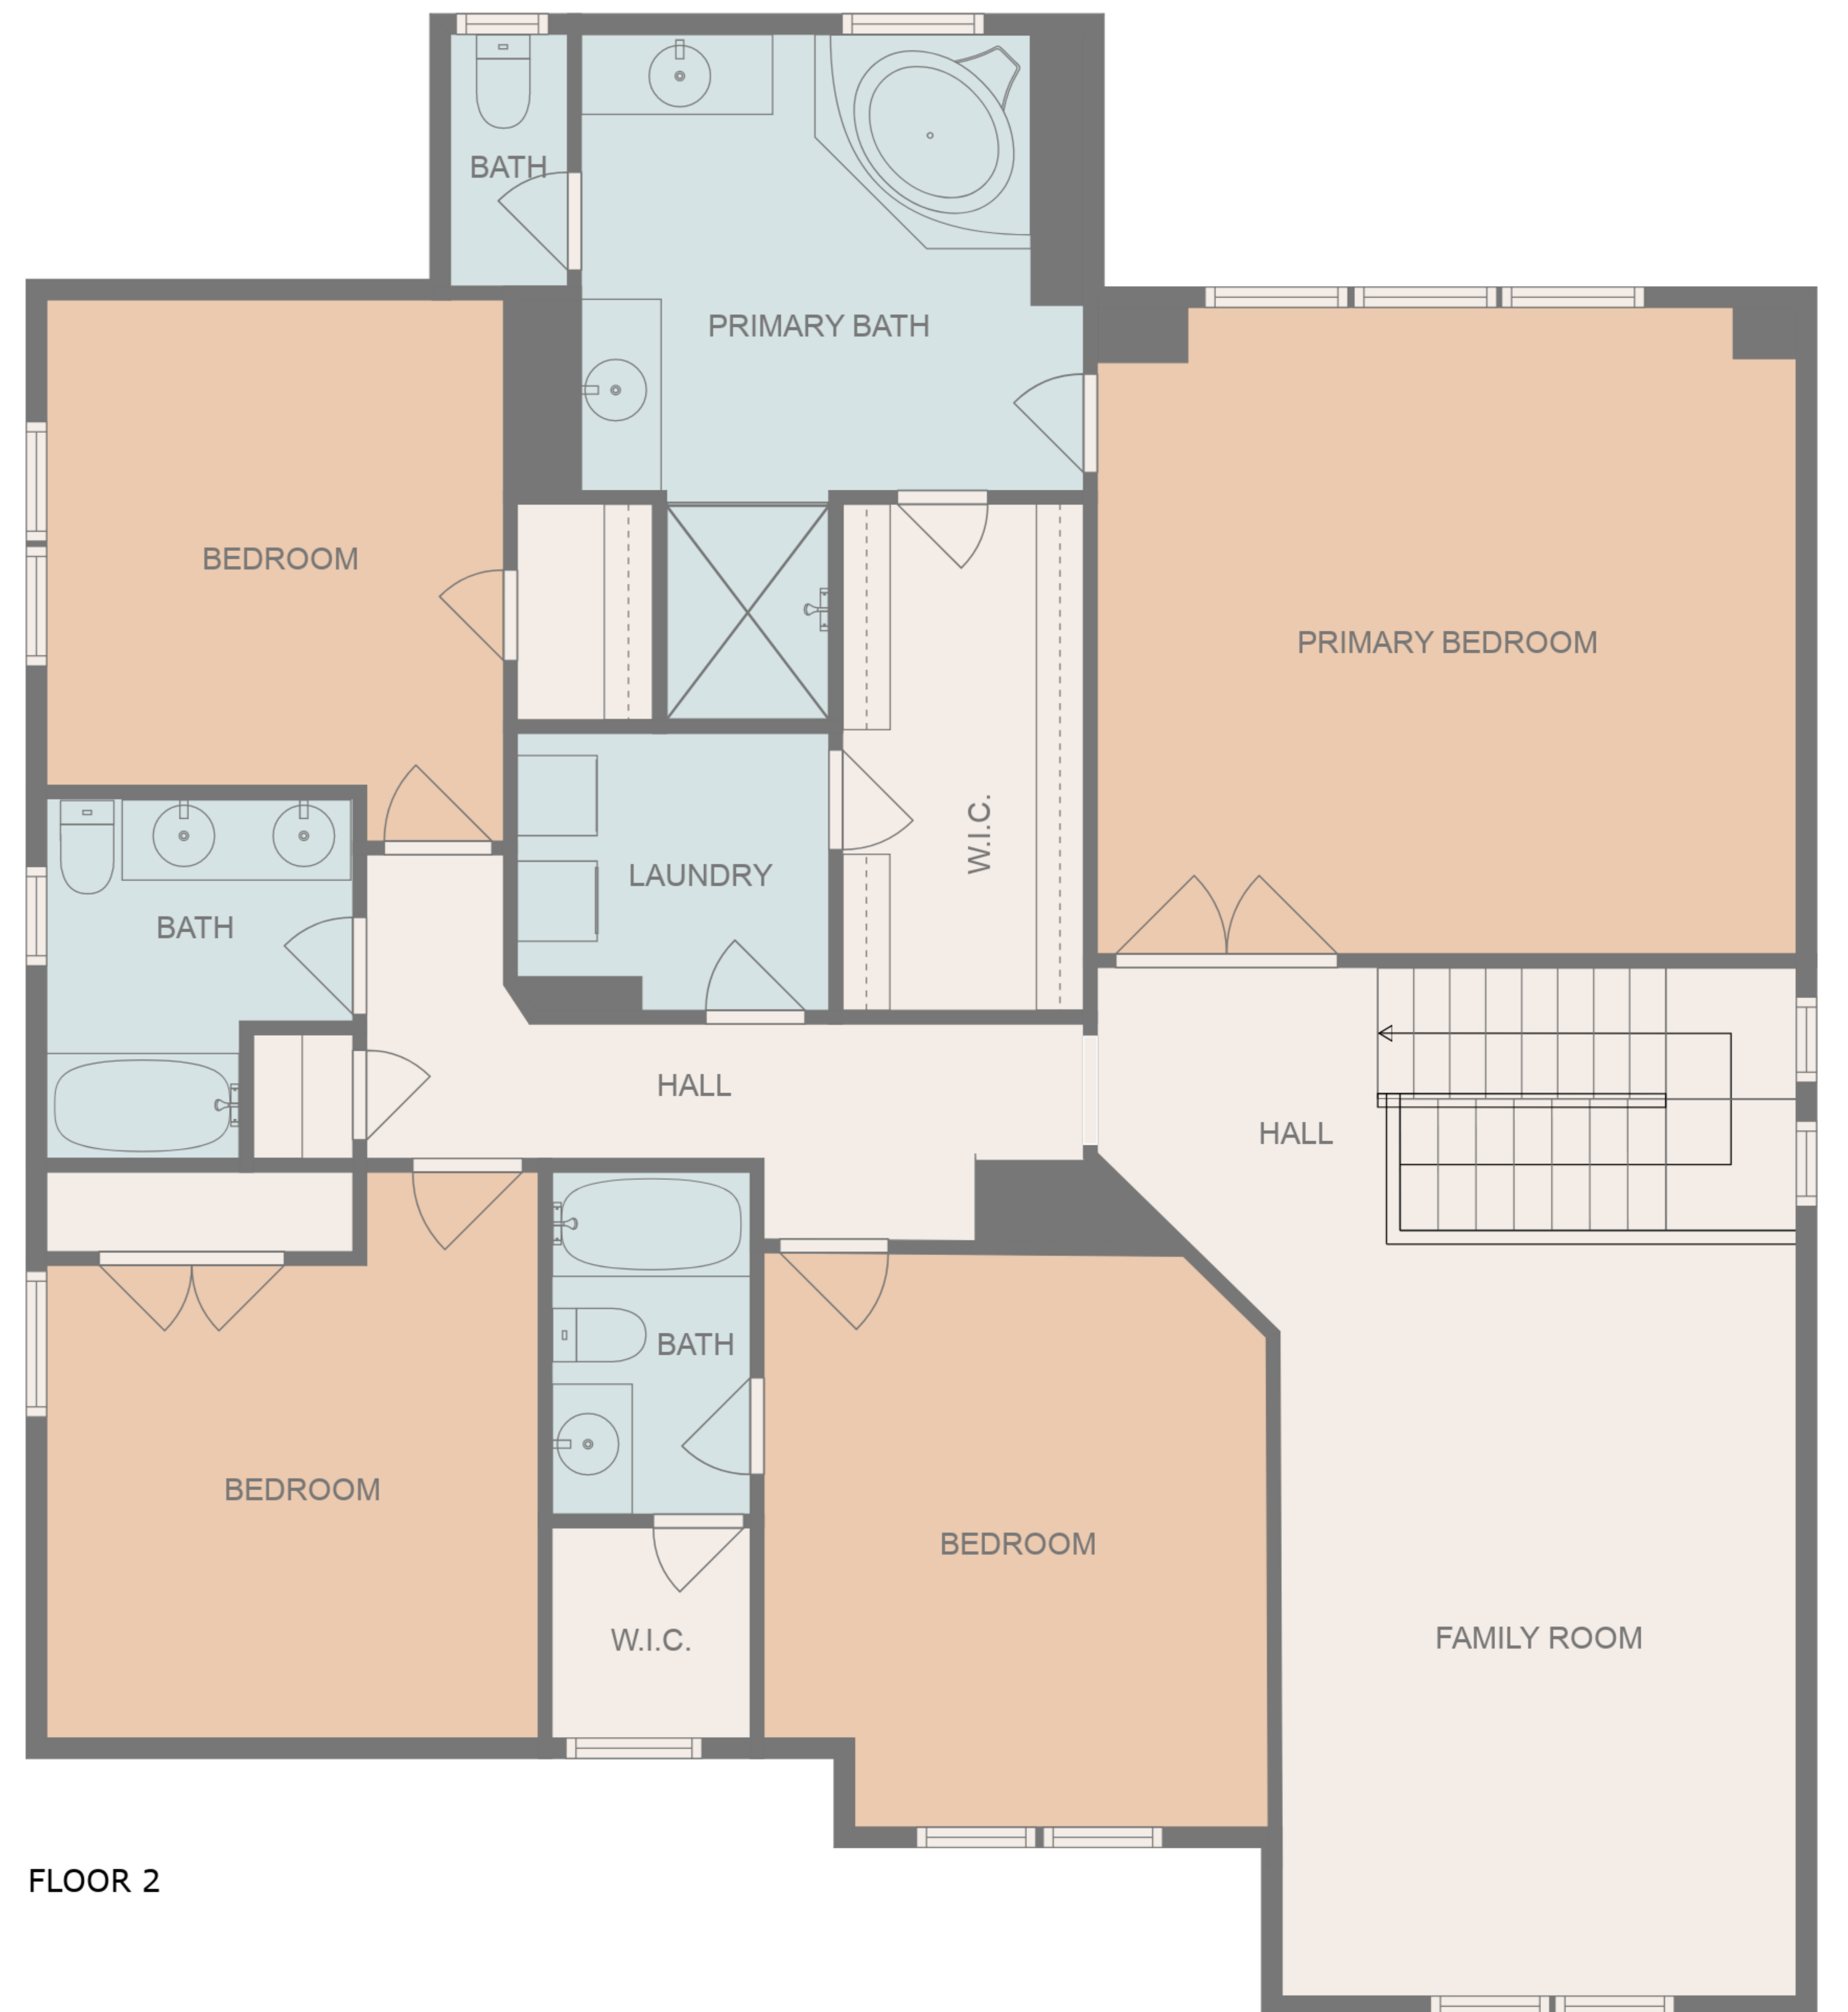 BATH
PRIMARY BATH
BEDROOM
PRIMARY BEDROOM
W.I.C.
LAUNDRY
BATH
HALL
HALL
BATH
BEDROOM
BEDROOM
W.I.C.
FAMILY ROOM
FLOOR 2